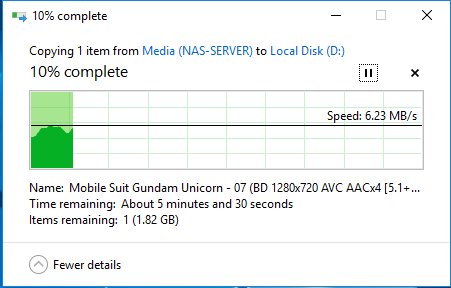 10% complete
Copying 1 item from Media (NAS-SERVER) to Local Disk (D:)
10% complete
Speed: 6.23 MB/s
Name: Mobile Suit Gundam Unicorn - 07 (BD 1280x720 AVC AACx4 [5.1+...
Time remaining: About 5 minutes and 30 seconds
Items remaining: 1 (1.82 GB)
Fewer details